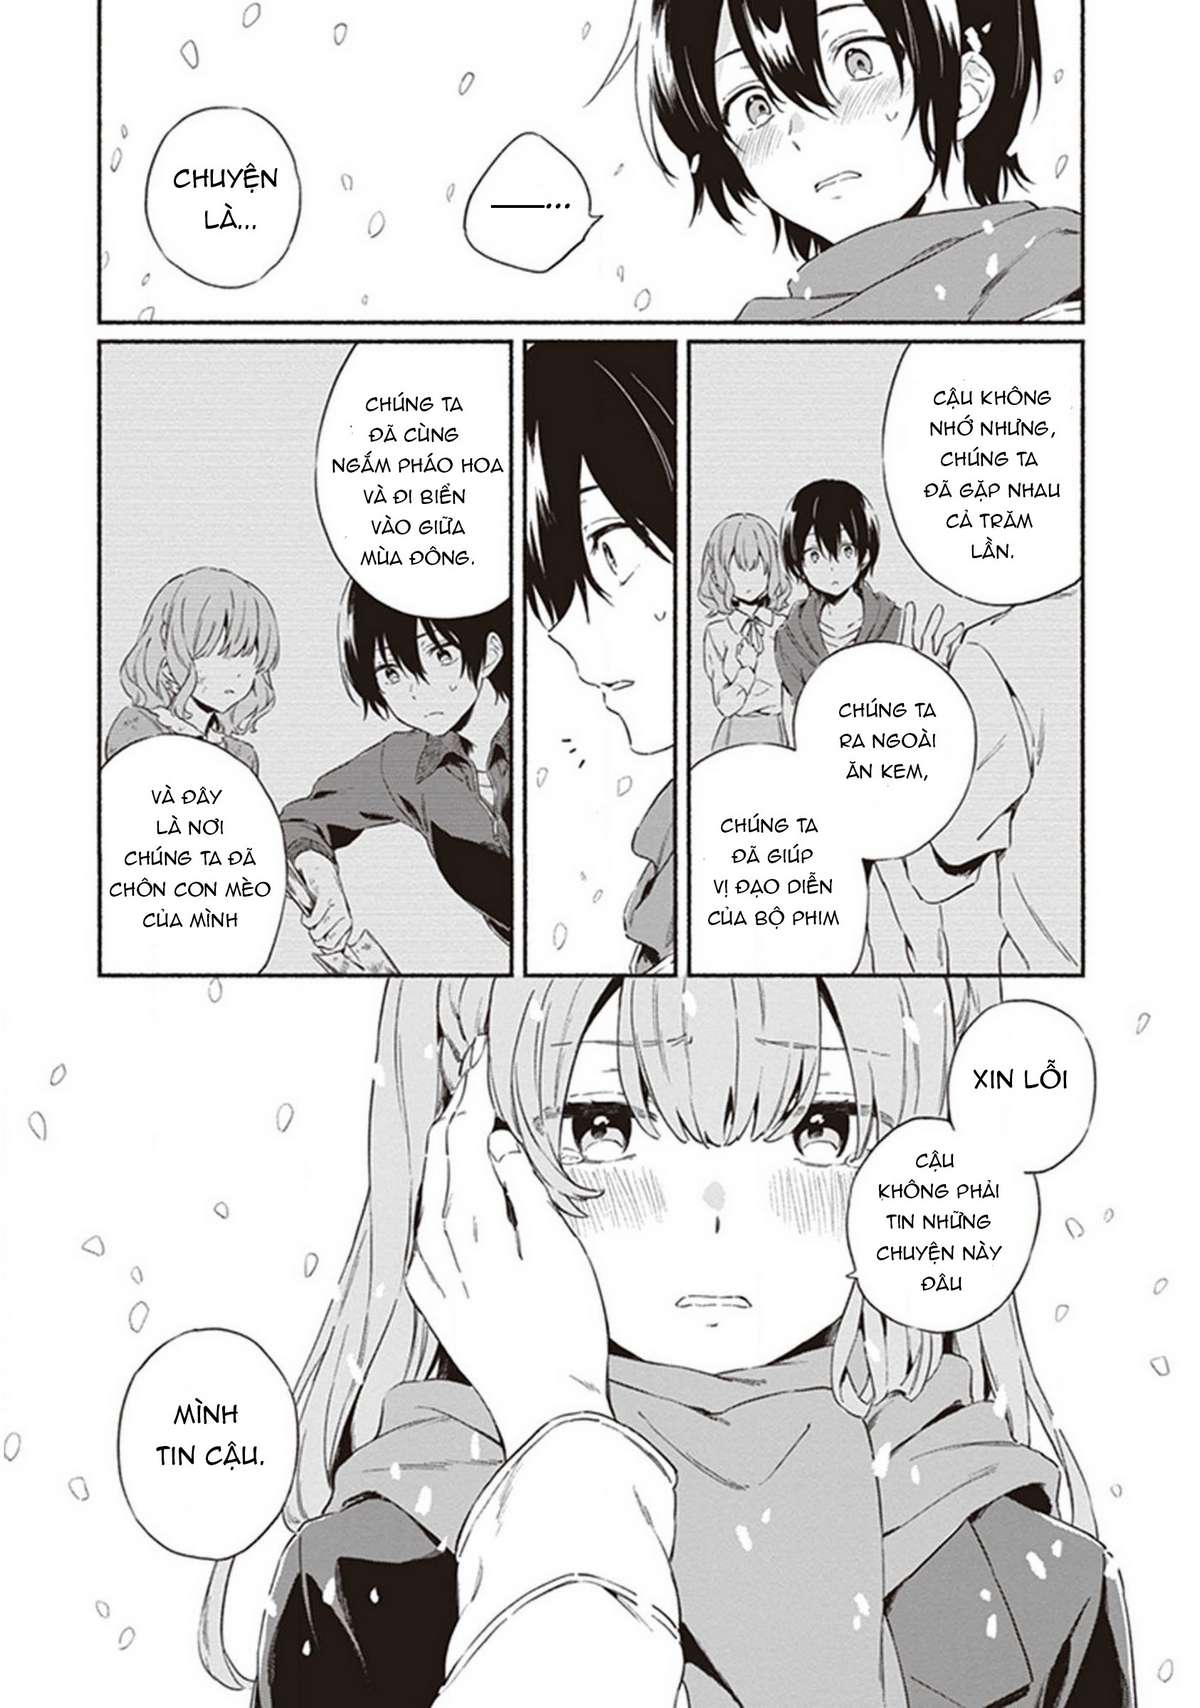 ———...
CHUYỆN
LÀ...
CẬU KHÔNG
NHỚ NHƯNG,
CHÚNG TA
ĐÃ GẶP NHAU
CẢ TRĂM
LẦN.
CHÚNG TA
RA NGOÀI
ĂN KEM,
CHÚNG TA
ĐÃ GIÚP
VỊ ĐẠO DIỄN
CỦA BỘ PHIM
CHÚNG TA
ĐÃ CÙNG
NGẮM PHÁO HOA
VÀ ĐI BIỂN
VÀO GIỮA
MÙA ĐÔNG.
VÀ ĐÂY
LÀ NƠI
CHÚNG TA ĐÃ
CHÔN CON MÈO
CỦA MÌNH
XIN LỖI
CẬU
KHÔNG PHẢI
TIN NHỮNG
CHUYỆN NÀY
ĐÂU
MÌNH
TIN CẬU.